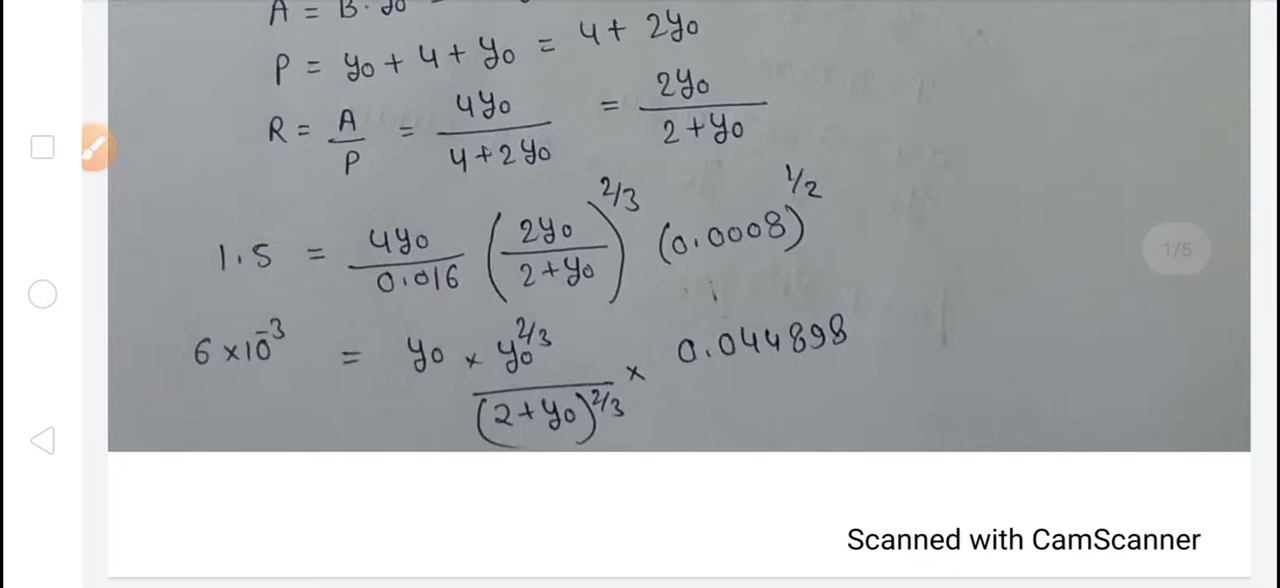 A = B. y0 =
P = y0 + 4 + y0 = 4 + 2y0
R = A/P = 4y0/4+2y0 = 2y0/2+y0
1.5 = 4y0/0.016 (2y0/2+y0)^2/3 (0.0008)^1/2
1/5
6 × 10^-3 = y0 × y0^2/3/(2+y0)^2/3 × 0.044898
Scanned with CamScanner